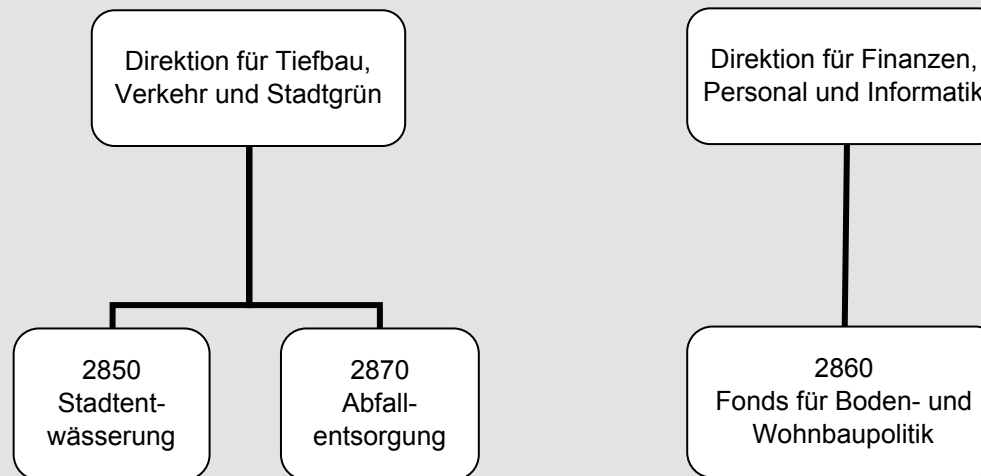 Direktion für Tiefbau,
Verkehr und Stadtgrün
Direktion für Finanzen,
Personal und Informatik
2850
Stadtent-
wässerung
2870
Abfall-
entsorgung
2860
Fonds für Boden- und
Wohnbaupolitik